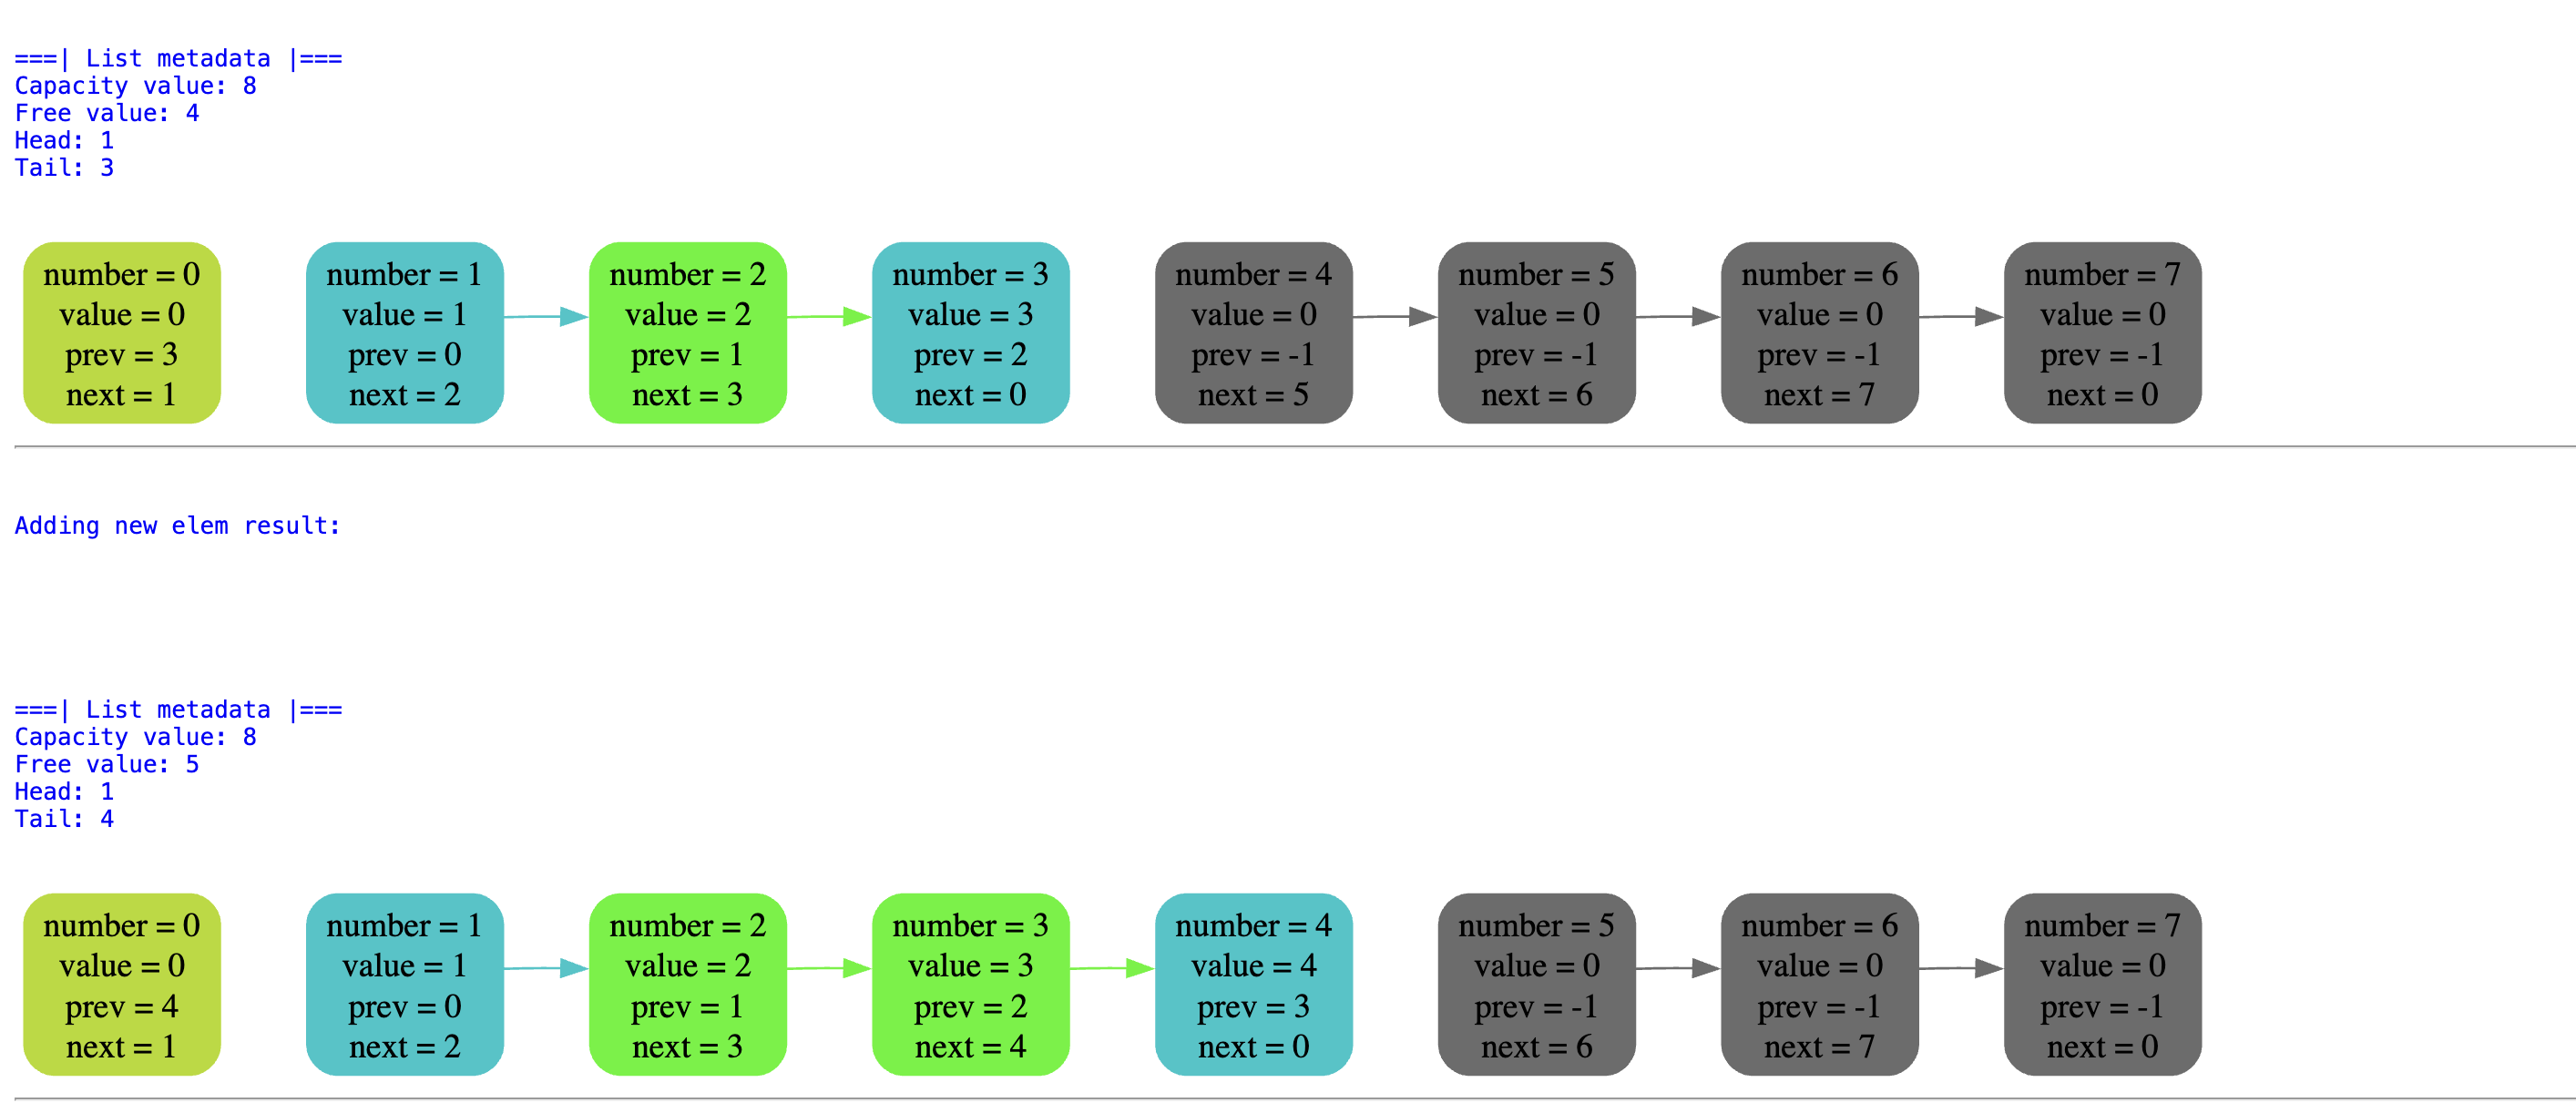 ===| List metadata |===
Capacity value: 8
Free value: 4
Head: 1
Tail: 3
number = 0
value = 0
prev = 3
next = 1
number = 1
value = 1
prev = 0
next = 2
number = 2
value = 2
prev = 1
next = 3
number = 3
value = 3
prev = 2
next = 0
number = 4
value = 0
prev = -1
next = 5
number = 5
value = 0
prev = -1
next = 6
number = 6
value = 0
prev = -1
next = 7
number = 7
value = 0
prev = -1
next = 0
Adding new elem result:
===| List metadata |===
Capacity value: 8
Free value: 5
Head: 1
Tail: 4
number = 0
value = 0
prev = 4
next = 1
number = 1
value = 1
prev = 0
next = 2
number = 2
value = 2
prev = 1
next = 3
number = 3
value = 3
prev = 2
next = 4
number = 4
value = 4
prev = 3
next = 0
number = 5
value = 0
prev = -1
next = 6
number = 6
value = 0
prev = -1
next = 7
number = 7
value = 0
prev = -1
next = 0